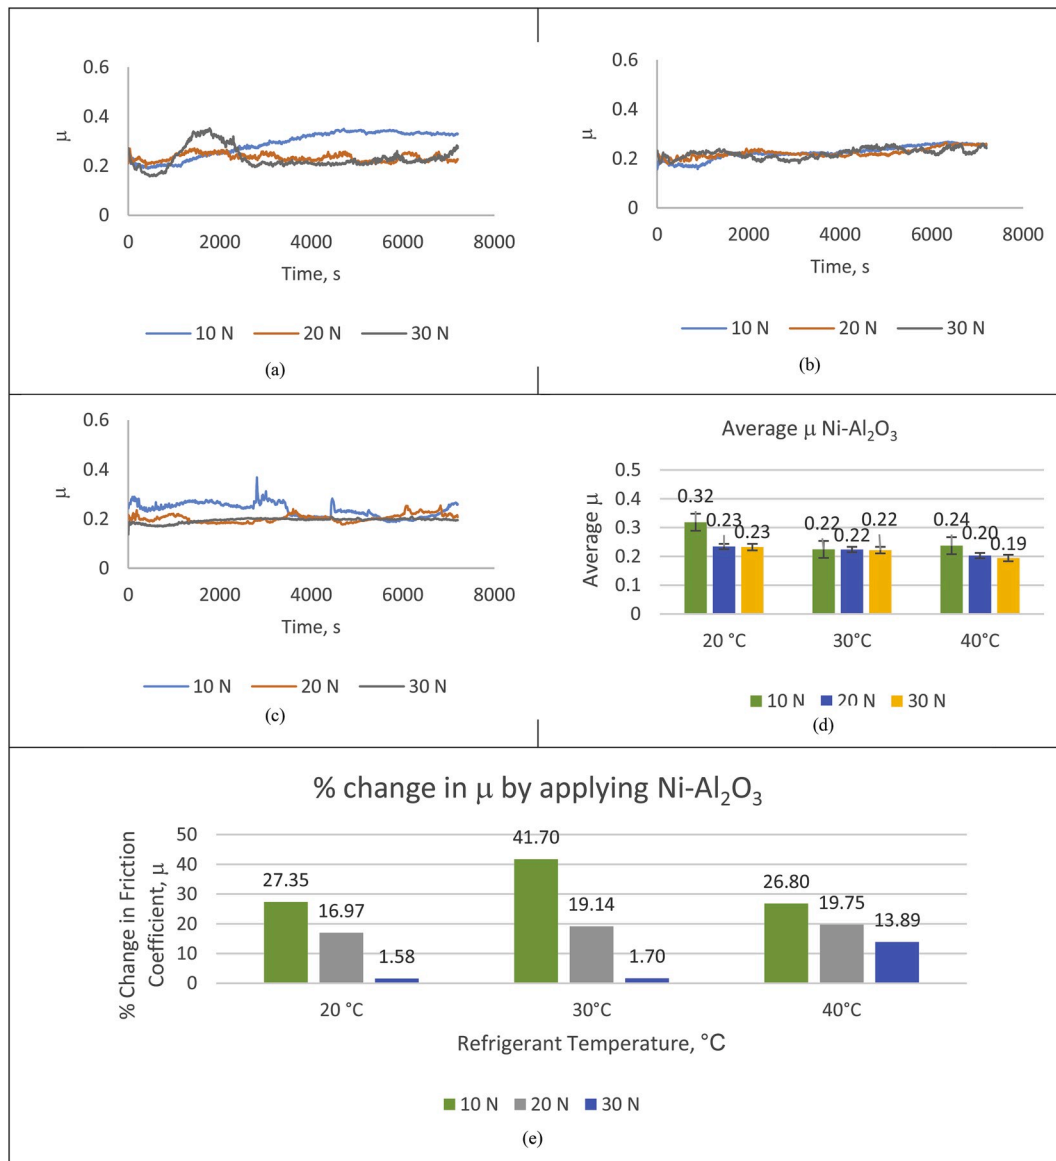 0.6
0.4
0.2
0
μ
0 2000 4000 6000 8000
Time, s
10 N 20 N 30 N
(a)
0.6
0.4
0.2
0
μ
0 2000 4000 6000 8000
Time, s
10 N 20 N 30 N
(b)
0.6
0.4
0.2
0
μ
0 2000 4000 6000 8000
Time, s
10 N 20 N 30 N
(c)
Average μ Ni-Al₂O₃
0.5
0.4
0.3
0.2
0.1
0
Average μ
0.32 0.23 0.23 0.22 0.22 0.22 0.24 0.20 0.19
20 °C 30°C 40°C
10 N 20 N 30 N
(d)
% change in μ by applying Ni-Al₂O₃
% Change in Friction
Coefficient, μ
50
40
30
20
10
0
27.35 16.97 1.58 41.70 19.14 1.70 26.80 19.75 13.89
20 °C 30°C 40°C
Refrigerant Temperature, °C
10 N 20 N 30 N
(e)